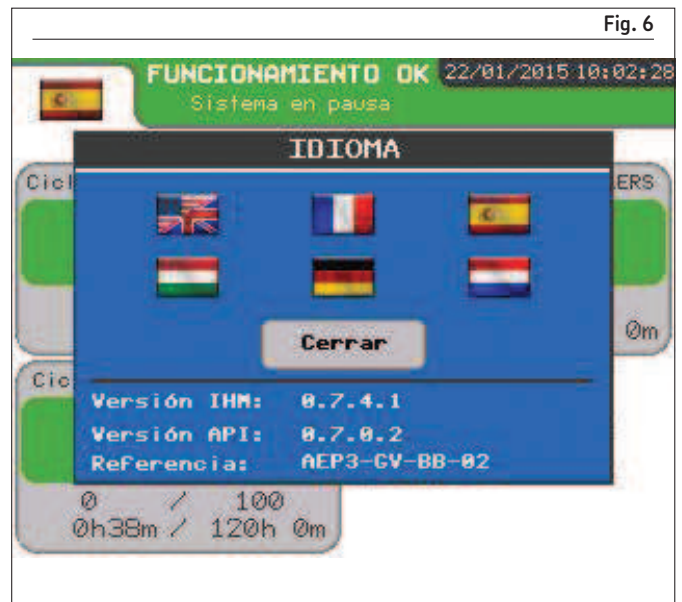 Fig. 6
FUNCIONAMIENTO OK 22/01/2015 10:02:28
Sistema en pausa
IDIOMA
Cicl
ERS
Cerrar
0m
Cic
Versión IHM: 0.7.4.1
Versión API: 0.7.0.2
Referencia: AEP3-GV-BB-02
0 / 100
0h38m / 120h 0m